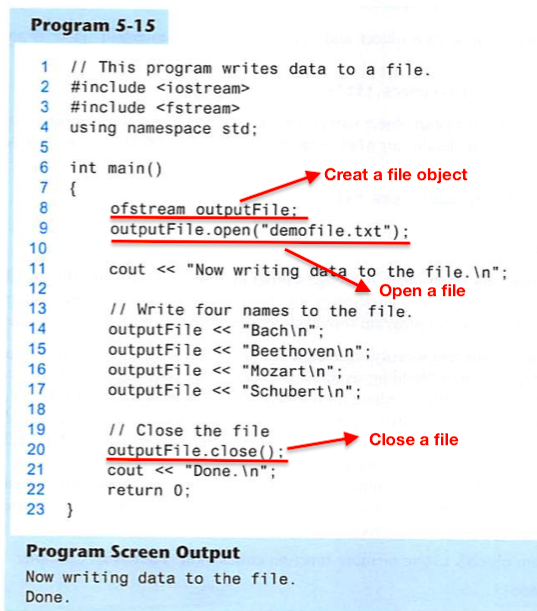 Program 5-15
1 // This program writes data to a file.
2 #include <iostream>
3 #include <fstream>
4 using namespace std;
5
6 int main()
Creat a file object
7 {
8 ofstream outputFile;
9 outputFile.open("demofile.txt");
10
11 cout << "Now writing data to the file.\n";
12
Open a file
13 // Write four names to the file.
14 outputFile << "Bach\n";
15 outputFile << "Beethoven\n";
16 outputFile << "Mozart\n";
17 outputFile << "Schubert\n";
18
19 // Close the file
Close a file
20 outputFile.close();
21 cout << "Done.\n";
22 return 0;
23 }
Program Screen Output
Now writing data to the file.
Done.